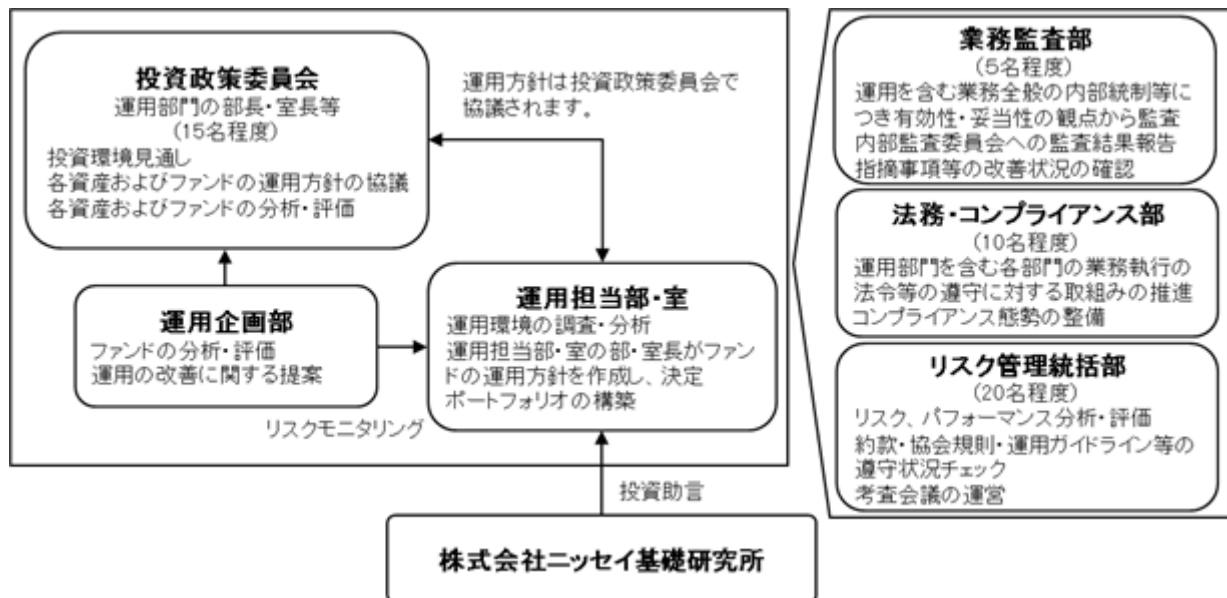 投資政策委員会
運用部門の部長・室長等
(15名程度)
投資環境見通し
各資産およびファンドの運用方針の協議
各資産およびファンドの分析・評価
運用方針は投資政策委員会で
協議されます。
運用企画部
ファンドの分析・評価
運用の改善に関する提案
リスクモニタリング
運用担当部・室
運用環境の調査・分析
運用担当部・室の部・室長がファン
ドの運用方針を作成し、決定
ポートフォリオの構築
投資助言
株式会社ニッセイ基礎研究所
業務監査部
(5名程度)
運用を含む業務全般の内部統制等に
つき有効性・妥当性の観点から監査
内部監査委員会への監査結果報告
指摘事項等の改善状況の確認
法務・コンプライアンス部
(10名程度)
運用部門を含む各部門の業務執行の
法令等の遵守に対する取組みの推進
コンプライアンス態勢の整備
リスク管理統括部
(20名程度)
リスク、パフォーマンス分析・評価
約款・協会規則・運用ガイドライン等の
遵守状況チェック
考査会議の運営